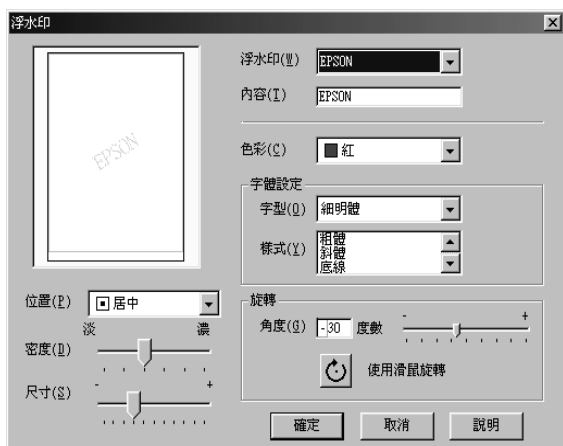 浮水印
EPSON
浮水印(W) EPSON
內容(I) EPSON
色彩(C) 紅
字體設定
字型(O) 細明體
樣式(Y) 粗體
斜體
底線
位置(P) 居中
淡 濃
密度(D)
尺寸(S) - +
旋轉
角度(G) -30 度數 - +
使用滑鼠旋轉
確定 取消 說明